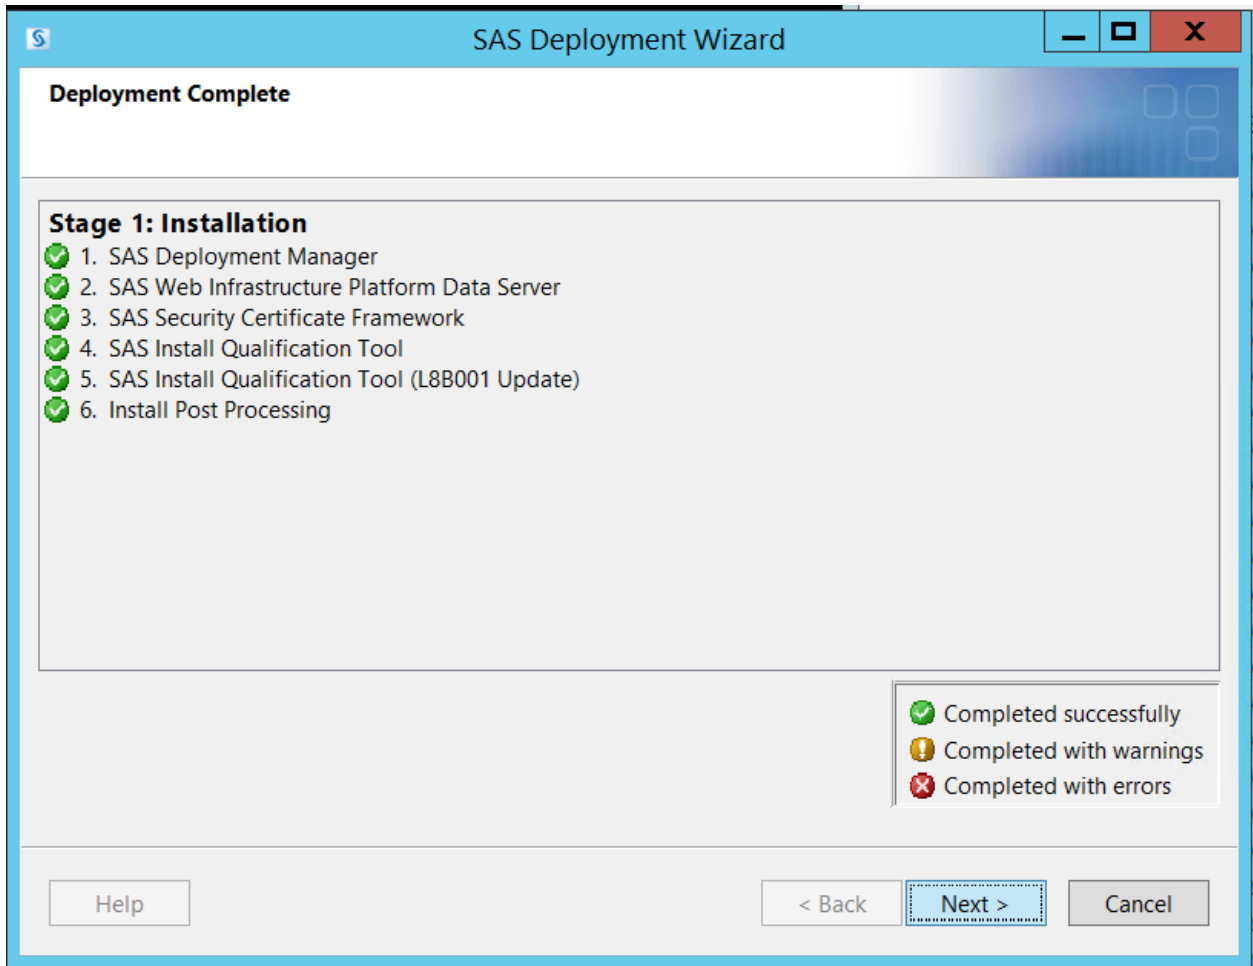 SAS Deployment Wizard
Deployment Complete
Stage 1: Installation
1. SAS Deployment Manager
2. SAS Web Infrastructure Platform Data Server
3. SAS Security Certificate Framework
4. SAS Install Qualification Tool
5. SAS Install Qualification Tool (L8B001 Update)
6. Install Post Processing
Completed successfully
Completed with warnings
Completed with errors
Help
< Back
Next >
Cancel